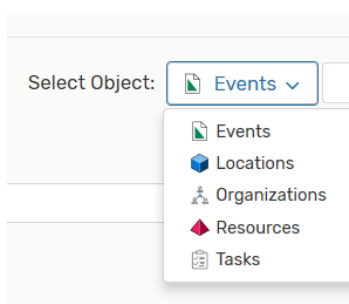 Select Object: Events
Events
Locations
Organizations
Resources
Tasks